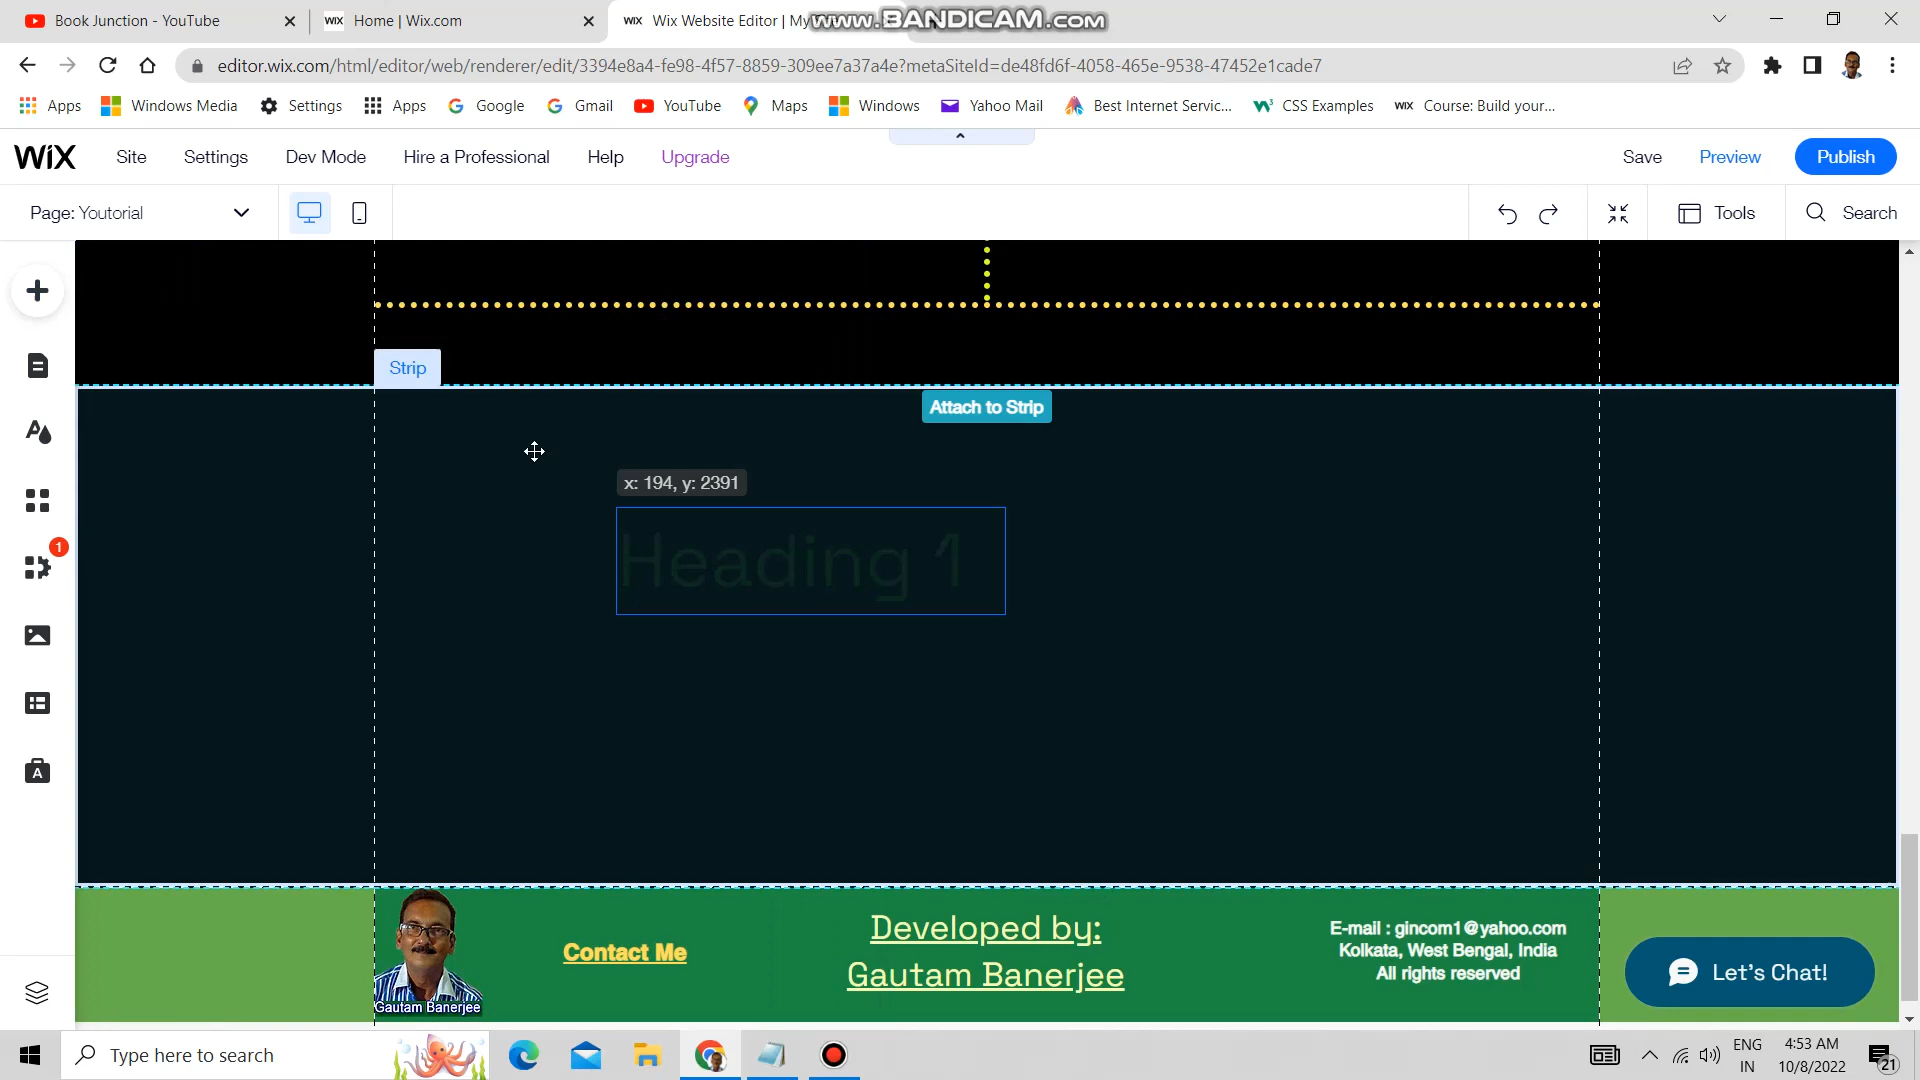 Book Junction - YouTube
Home | Wix.com
Wix Website Editor | My
www.BANDICAM.com
editor.wix.com/html/editor/web/renderer/edit/3394e8a4-fe98-4f57-8859-309ee7a37a4e?metaSiteId=de48fd6f-4058-465e-9538-47452e1cade7
Apps Windows Media Settings Apps Google Gmail YouTube Maps Windows Yahoo Mail Best Internet Servic... CSS Examples WiX Course: Build your...
WiX Site Settings Dev Mode Hire a Professional Help Upgrade Save Preview Publish
Page: Youtorial Tools Search
Strip
Attach to Strip
x: 194, y: 2391
Heading 1
1
Developed by:
Gautam Banerjee
Contact Me
E-mail : gincom1@yahoo.com
Kolkata, West Bengal, India
All rights reserved
Let's Chat!
Gautam Banerjee
Type here to search
ENG
IN
4:53 AM
10/8/2022
21